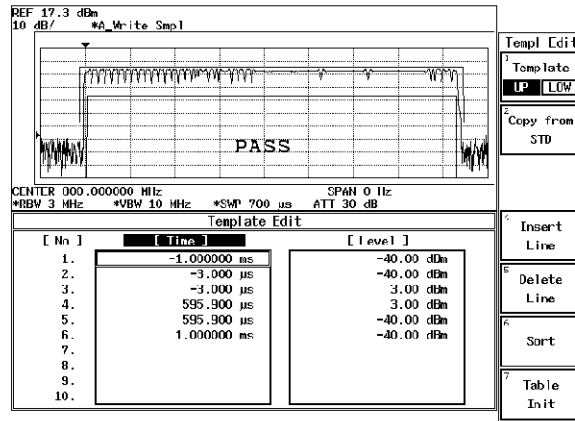 REF 17.3 dBm
10 dB/ *A_Write Smpl
Templ Edit
1 Template
UP LOW
2 Copy from
STD
PASS
CENTER 000.000000 MHz SPAN 0 Hz
*RBW 3 MHz *VBW 10 MHz *SWP 700 µs ATT 30 dB
Template Edit
[ No ] [ Time ] [ Level ]
1. -1.000000 ms -40.00 dBm
2. -3.000 µs -40.00 dBm
3. -3.000 µs 3.00 dBm
4. 595.900 µs 3.00 dBm
5. 595.900 µs -40.00 dBm
6. 1.000000 ms -40.00 dBm
7.
8.
9.
10.
4 Insert
Line
5 Delete
Line
6 Sort
7 Table
Init